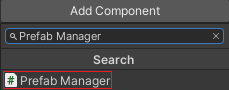 Add Component
Prefab Manager
Search
# Prefab Manager